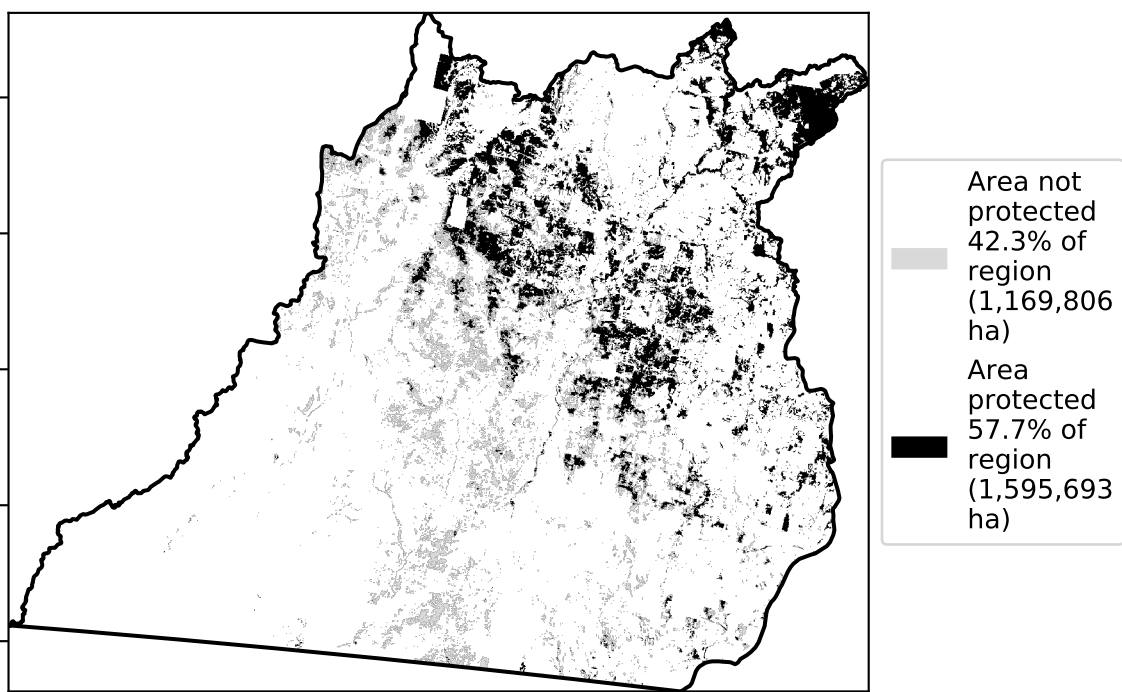 Area not
protected
42.3% of
region
(1,169,806
ha)
Area
protected
57.7% of
region
(1,595,693
ha)